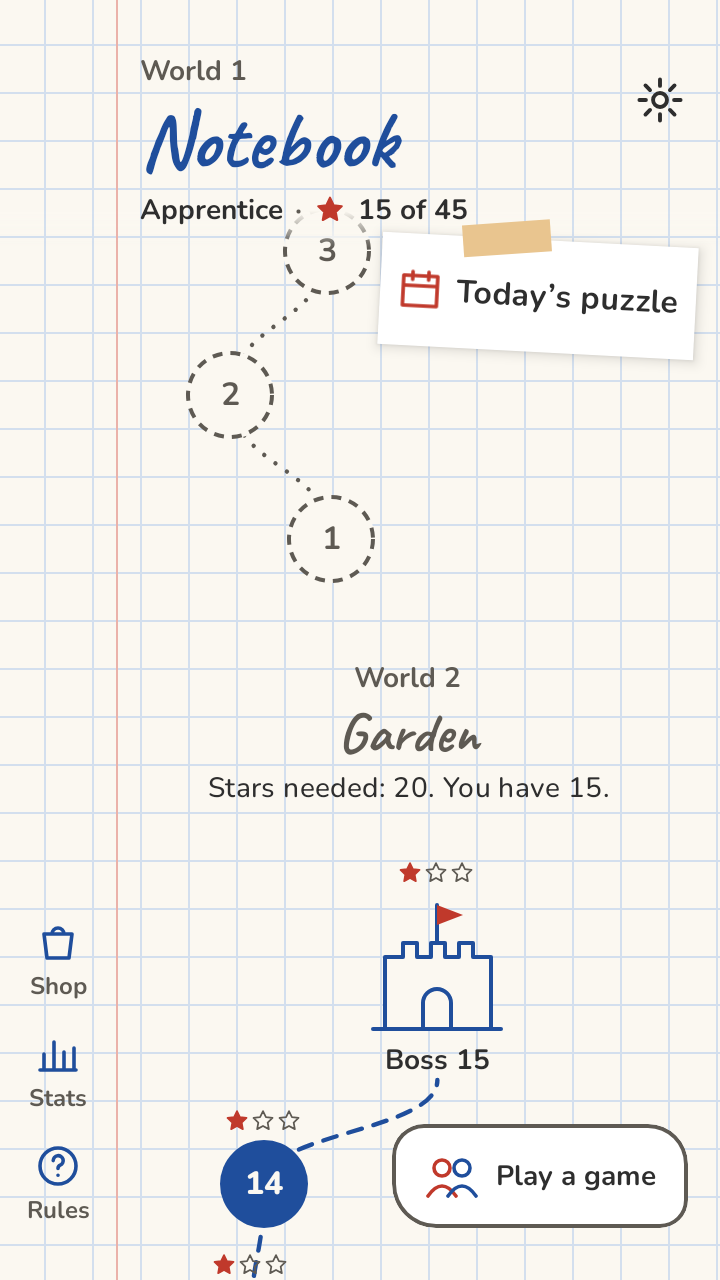 World 1
Notebook
Apprentice · 15 of 45
3
Today's puzzle
2
1
World 2
Garden
Stars needed: 20. You have 15.
Shop
Boss 15
Stats
14
Play a game
Rules